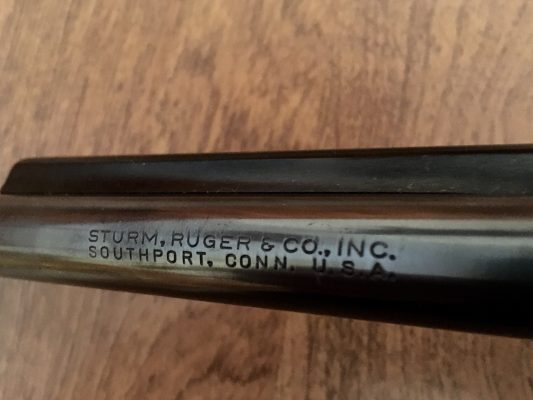 STURM, RUGER & CO., INC.
SOUTHPORT, CONN. U.S.A.